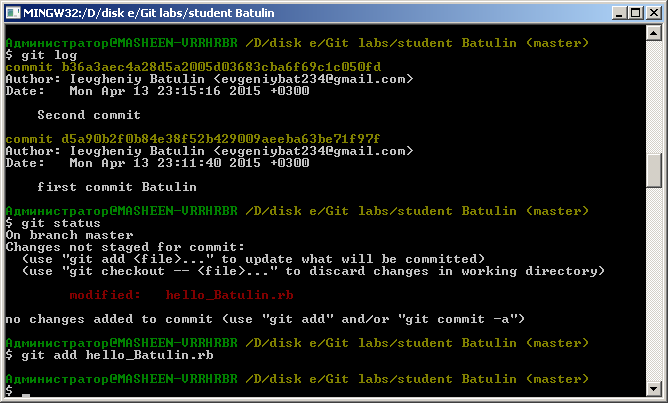 MINGW32:/D/disk e/Git labs/student Batulin
Администратор@MASHEEN-VRRHRBR /D/disk e/Git labs/student Batulin (master)
$ git log
commit b36a3aec4a28d5a2005d03683cba6f69c1c050fd
Author: Ievgheniy Batulin <evgeniybat234@gmail.com>
Date:   Mon Apr 13 23:15:16 2015 +0300
    Second commit
commit d5a90b2f0b84e38f52b429009aeeba63be71f97f
Author: Ievgheniy Batulin <evgeniybat234@gmail.com>
Date:   Mon Apr 13 23:11:40 2015 +0300
    first commit Batulin
Администратор@MASHEEN-VRRHRBR /D/disk e/Git labs/student Batulin (master)
$ git status
On branch master
Changes not staged for commit:
  (use "git add <file>..." to update what will be committed)
  (use "git checkout -- <file>..." to discard changes in working directory)
        modified:   hello_Batulin.rb
no changes added to commit (use "git add" and/or "git commit -a")
Администратор@MASHEEN-VRRHRBR /D/disk e/Git labs/student Batulin (master)
$ git add hello_Batulin.rb
Администратор@MASHEEN-VRRHRBR /D/disk e/Git labs/student Batulin (master)
$